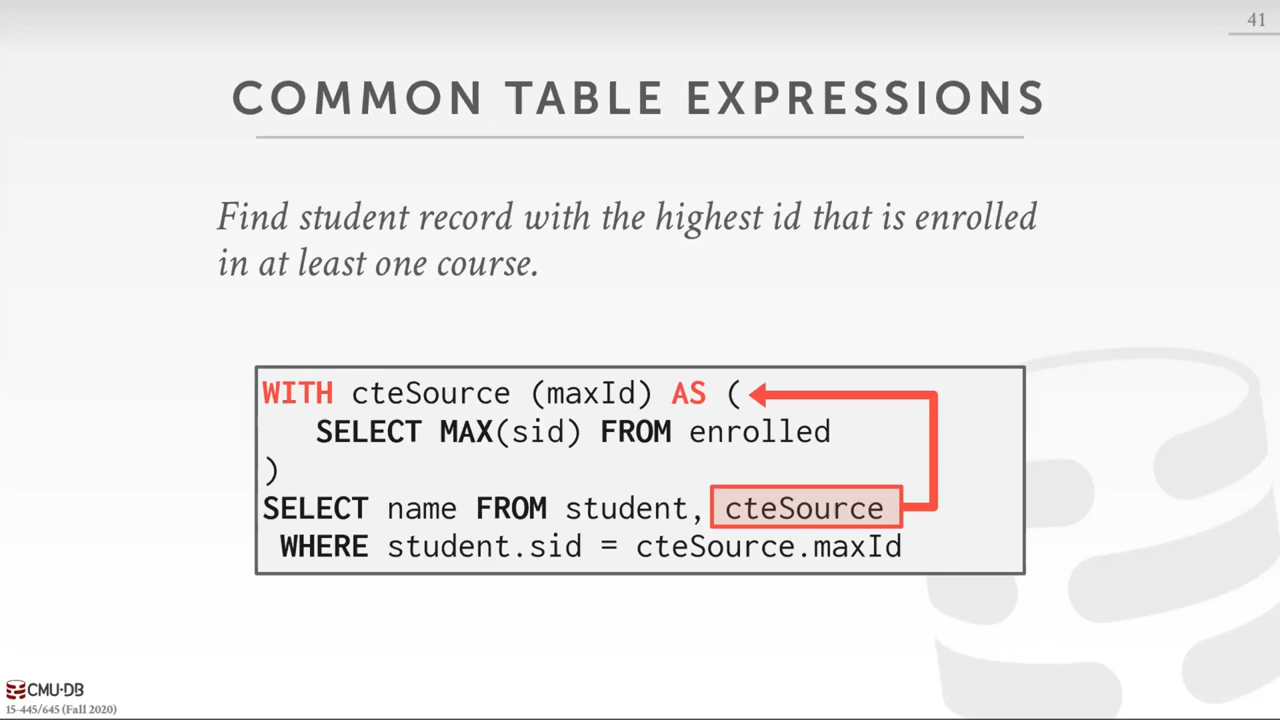 41
COMMON TABLE EXPRESSIONS
Find student record with the highest id that is enrolled
in at least one course.
WITH cteSource (maxId) AS (
SELECT MAX(sid) FROM enrolled
)
SELECT name FROM student, cteSource
WHERE student.sid = cteSource.maxId
CMU·DB
15-445/645 (Fall 2020)